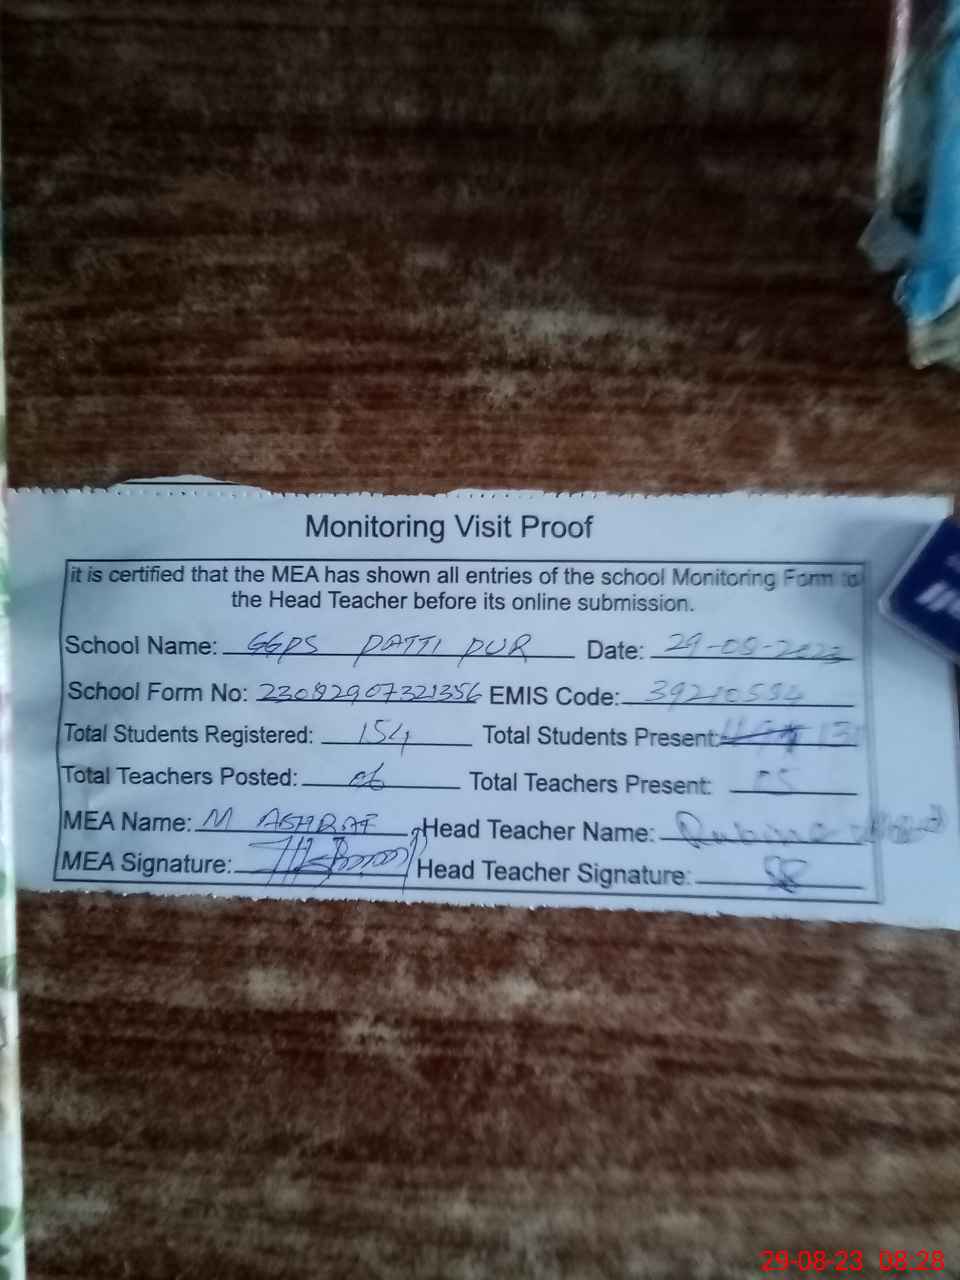 Monitoring Visit Proof
it is certified that the MEA has shown all entries of the school Monitoring Form to
the Head Teacher before its online submission.
School Name: GGPS PATTI PUR Date: 29-08-2023
School Form No: 23082907321356 EMIS Code: 39210584
Total Students Registered: 154 Total Students Present:
Total Teachers Posted: 06 Total Teachers Present: 05
MEA Name: M ASHRAF Head Teacher Name: Rubina
MEA Signature: Head Teacher Signature:
29-08-23 08:28